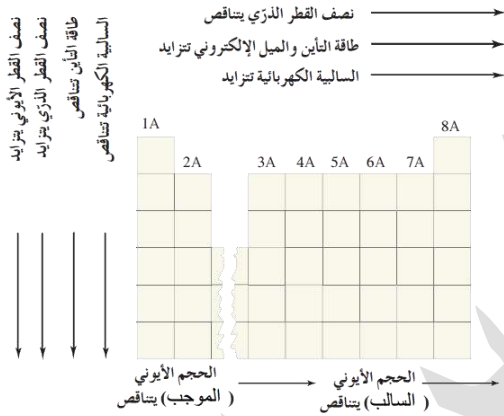 نصف القطر الذرّي يتناقص
طاقة التأين والميل الإلكتروني تتزايد
السالبية الكهربائية تتزايد
السالبية الكهربائية تتناقص
طاقة التأين تتناقص
نصف القطر الذرّي يتزايد
نصف القطر الأيوني يتزايد
1A
8A
2A
3A 4A 5A 6A 7A
الحجم الأيوني
(الموجب) يتناقص
الحجم الأيوني
(السالب) يتناقص